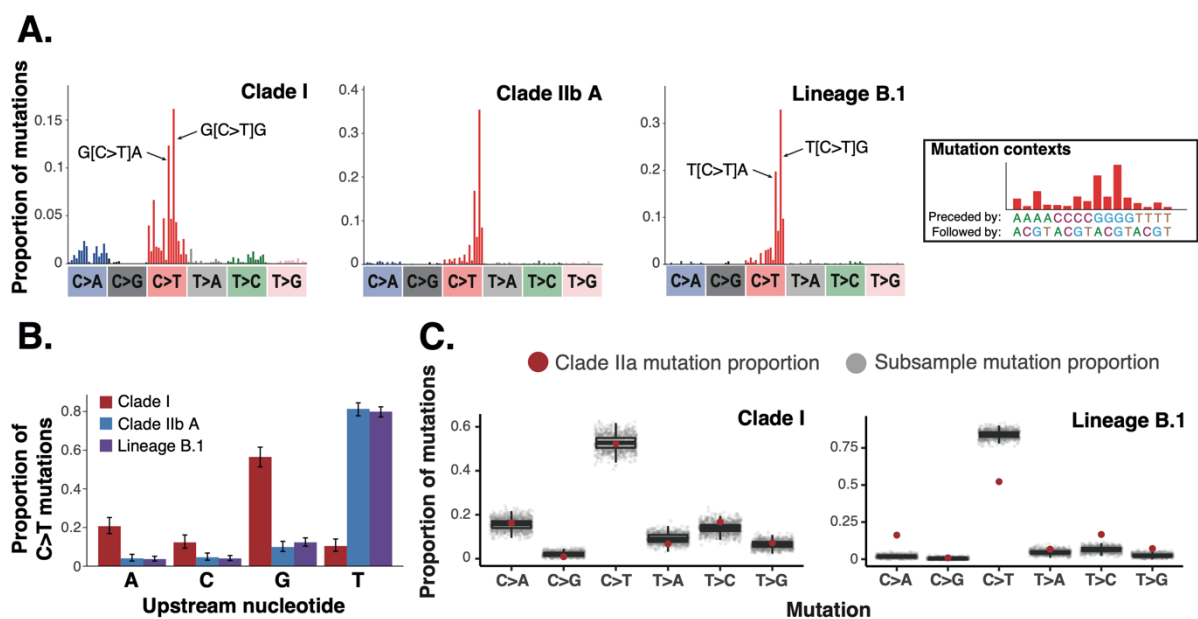 A.
Proportion of mutations
Clade I
0.15
0.1
0.05
0
G[C>T]G
G[C>T]A
C>A C>G C>T T>A T>C T>G
Clade IIb A
0.4
0.3
0.2
0.1
0
C>A C>G C>T T>A T>C T>G
Lineage B.1
0.3
0.2
0.1
0
T[C>T]G
T[C>T]A
C>A C>G C>T T>A T>C T>G
Mutation contexts
Preceded by: AAAACCCCGGGGTTTT
Followed by: ACGTACGTACGTACGT
B.
Proportion of
C>T mutations
Clade I
Clade IIb A
Lineage B.1
0.8
0.6
0.4
0.2
0
A C G T
Upstream nucleotide
C.
Clade IIa mutation proportion
Subsample mutation proportion
Proportion of mutations
Clade I
0.6
0.4
0.2
0
C>A C>G C>T T>A T>C T>G
Lineage B.1
0.75
0.5
0.25
0
C>A C>G C>T T>A T>C T>G
Mutation